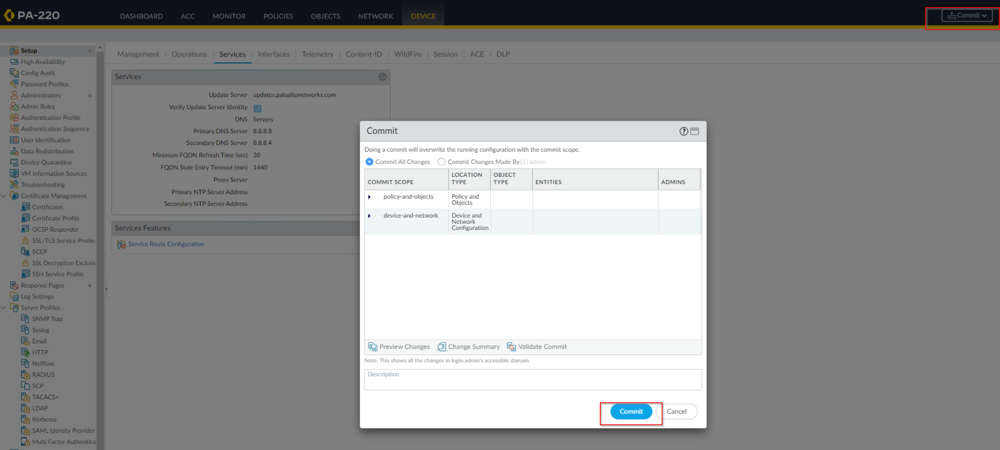 PA-220
DASHBOARD
ACC
MONITOR
POLICIES
OBJECTS
NETWORK
DEVICE
Commit
Setup
High Availability
Config Audit
Password Profiles
Administrators
Admin Roles
Authentication Profile
Authentication Sequence
User Identification
Data Redistribution
Device Quarantine
VM Information Sources
Troubleshooting
Certificate Management
Certificates
Certificate Profile
OCSP Responder
SSL/TLS Service Profile
SCEP
SSL Decryption Exclusio
SSH Service Profile
Response Pages
Log Settings
Server Profiles
SNMP Trap
Syslog
Email
HTTP
Netflow
RADIUS
SCP
TACACS+
LDAP
Kerberos
SAML Identity Provider
Multi Factor Authentica
Management
Operations
Services
Interfaces
Telemetry
Content-ID
WildFire
Session
ACE
DLP
Services
Update Server updates.paloaltonetworks.com
Verify Update Server Identity
DNS Servers
Primary DNS Server 8.8.8.8
Secondary DNS Server 8.8.8.4
Minimum FQDN Refresh Time (sec) 30
FQDN Stale Entry Timeout (min) 1440
Proxy Server
Primary NTP Server Address
Secondary NTP Server Address
Services Features
Service Route Configuration
Commit
Doing a commit will overwrite the running configuration with the commit scope.
Commit All Changes
Commit Changes Made By:(1) admin
COMMIT SCOPE
LOCATION
TYPE
OBJECT
TYPE
ENTITIES
ADMINS
policy-and-objects
Policy and
Objects
device-and-network
Device and
Network
Configuration
Preview Changes
Change Summary
Validate Commit
Note: This shows all the changes in login admin's accessible domain.
Description
Commit
Cancel